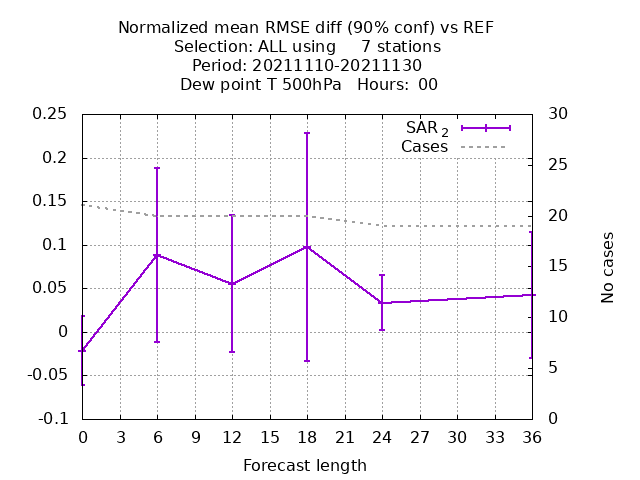 Normalized mean RMSE diff (90% conf) vs REF
Selection: ALL using     7 stations
Period: 20211110-20211130
Dew point T 500hPa   Hours:  00
0.25
0.2
0.15
0.1
0.05
0
-0.05
-0.1
30
25
20
15
10
5
0
SAR 2
Cases
No cases
0 3 6 9 12 15 18 21 24 27 30 33 36
Forecast length